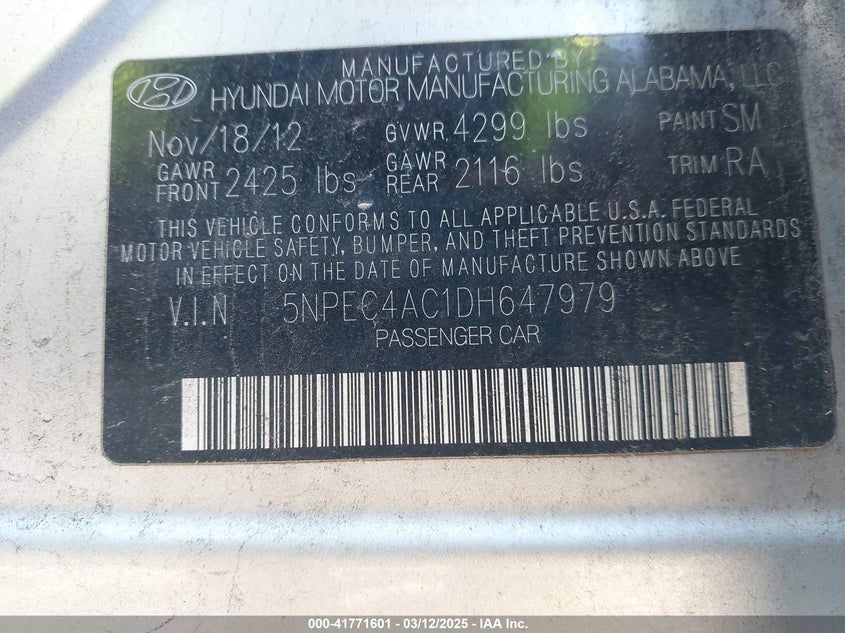 MANUFACTURED BY
HYUNDAI MOTOR MANUFACTURING ALABAMA, LLC
Nov/18/12 GVWR 4299 lbs PAINT SM
GAWR FRONT 2425 lbs GAWR REAR 2116 lbs TRIM RA
THIS VEHICLE CONFORMS TO ALL APPLICABLE U.S.A. FEDERAL
MOTOR VEHICLE SAFETY, BUMPER, AND THEFT PREVENTION STANDARDS
IN EFFECT ON THE DATE OF MANUFACTURE SHOWN ABOVE
V.I.N 5NPEC4AC1DH647979
PASSENGER CAR
000-41771601 - 03/12/2025 - IAA Inc.